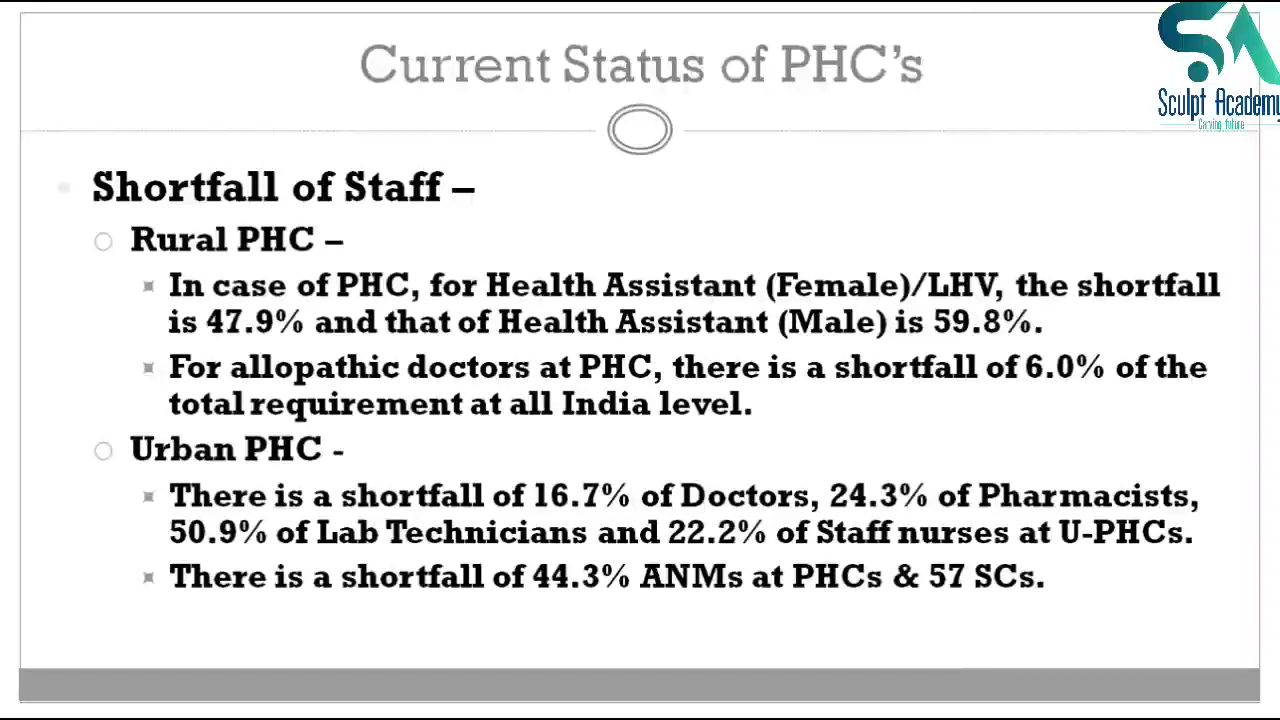 Current Status of PHC's
Sculpt Academy
Carving future
Shortfall of Staff –
Rural PHC –
In case of PHC, for Health Assistant (Female)/LHV, the shortfall
is 47.9% and that of Health Assistant (Male) is 59.8%.
For allopathic doctors at PHC, there is a shortfall of 6.0% of the
total requirement at all India level.
Urban PHC -
There is a shortfall of 16.7% of Doctors, 24.3% of Pharmacists,
50.9% of Lab Technicians and 22.2% of Staff nurses at U-PHCs.
There is a shortfall of 44.3% ANMs at PHCs & 57 SCs.